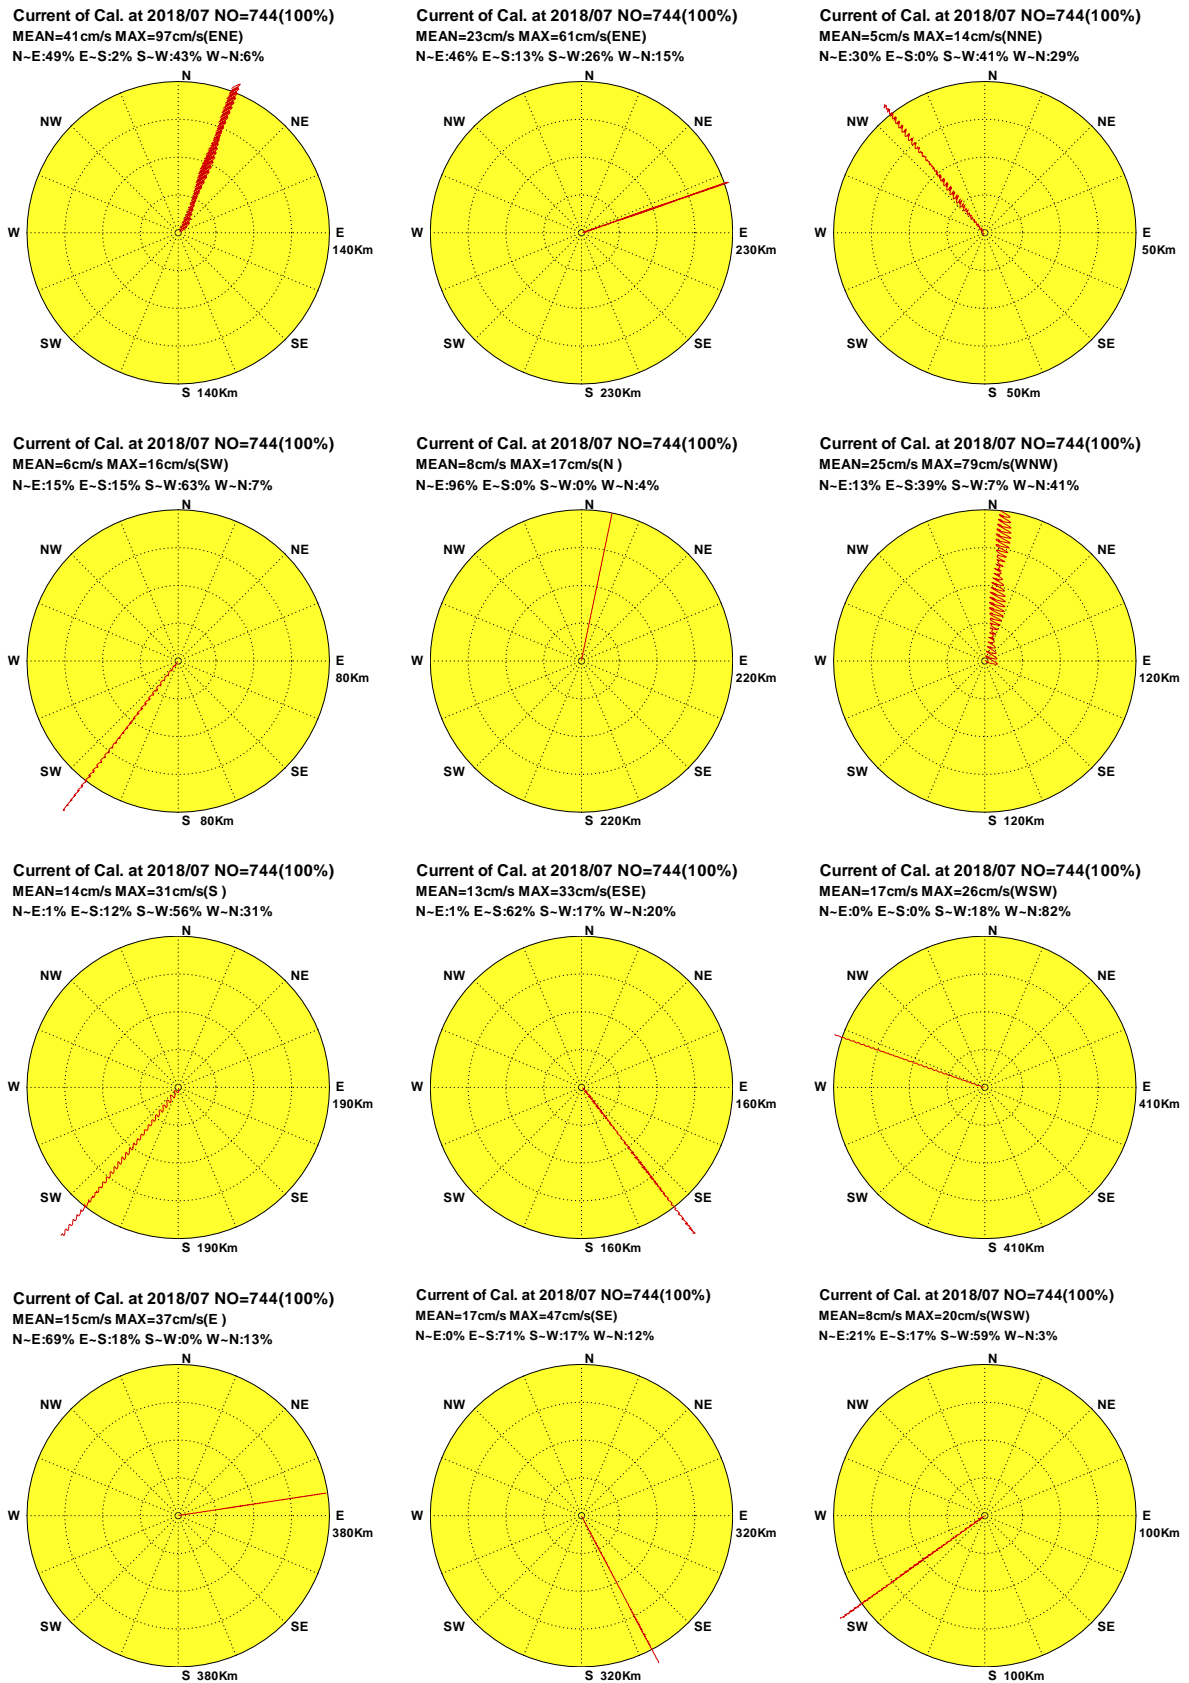 Current of Cal. at 2018/07 NO=744(100%)
MEAN=41cm/s MAX=97cm/s(ENE)
N~E:49% E~S:2% S~W:43% W~N:6%
N
NW
NE
W
E
140Km
SW
SE
S 140Km
Current of Cal. at 2018/07 NO=744(100%)
MEAN=23cm/s MAX=61cm/s(ENE)
N~E:46% E~S:13% S~W:26% W~N:15%
N
NW
NE
W
E
230Km
SW
SE
S 230Km
Current of Cal. at 2018/07 NO=744(100%)
MEAN=5cm/s MAX=14cm/s(NNE)
N~E:30% E~S:0% S~W:41% W~N:29%
N
NW
NE
W
E
50Km
SW
SE
S 50Km
Current of Cal. at 2018/07 NO=744(100%)
MEAN=6cm/s MAX=16cm/s(SW)
N~E:15% E~S:15% S~W:63% W~N:7%
N
NW
NE
W
E
80Km
SW
SE
S 80Km
Current of Cal. at 2018/07 NO=744(100%)
MEAN=8cm/s MAX=17cm/s(N )
N~E:96% E~S:0% S~W:0% W~N:4%
N
NW
NE
W
E
220Km
SW
SE
S 220Km
Current of Cal. at 2018/07 NO=744(100%)
MEAN=25cm/s MAX=79cm/s(WNW)
N~E:13% E~S:39% S~W:7% W~N:41%
N
NW
NE
W
E
120Km
SW
SE
S 120Km
Current of Cal. at 2018/07 NO=744(100%)
MEAN=14cm/s MAX=31cm/s(S )
N~E:1% E~S:12% S~W:56% W~N:31%
N
NW
NE
W
E
190Km
SW
SE
S 190Km
Current of Cal. at 2018/07 NO=744(100%)
MEAN=13cm/s MAX=33cm/s(ESE)
N~E:1% E~S:62% S~W:17% W~N:20%
N
NW
NE
W
E
160Km
SW
SE
S 160Km
Current of Cal. at 2018/07 NO=744(100%)
MEAN=17cm/s MAX=26cm/s(WSW)
N~E:0% E~S:0% S~W:18% W~N:82%
N
NW
NE
W
E
410Km
SW
SE
S 410Km
Current of Cal. at 2018/07 NO=744(100%)
MEAN=15cm/s MAX=37cm/s(E )
N~E:69% E~S:18% S~W:0% W~N:13%
N
NW
NE
W
E
380Km
SW
SE
S 380Km
Current of Cal. at 2018/07 NO=744(100%)
MEAN=17cm/s MAX=47cm/s(SE)
N~E:0% E~S:71% S~W:17% W~N:12%
N
NW
NE
W
E
320Km
SW
SE
S 320Km
Current of Cal. at 2018/07 NO=744(100%)
MEAN=8cm/s MAX=20cm/s(WSW)
N~E:21% E~S:17% S~W:59% W~N:3%
N
NW
NE
W
E
100Km
SW
SE
S 100Km